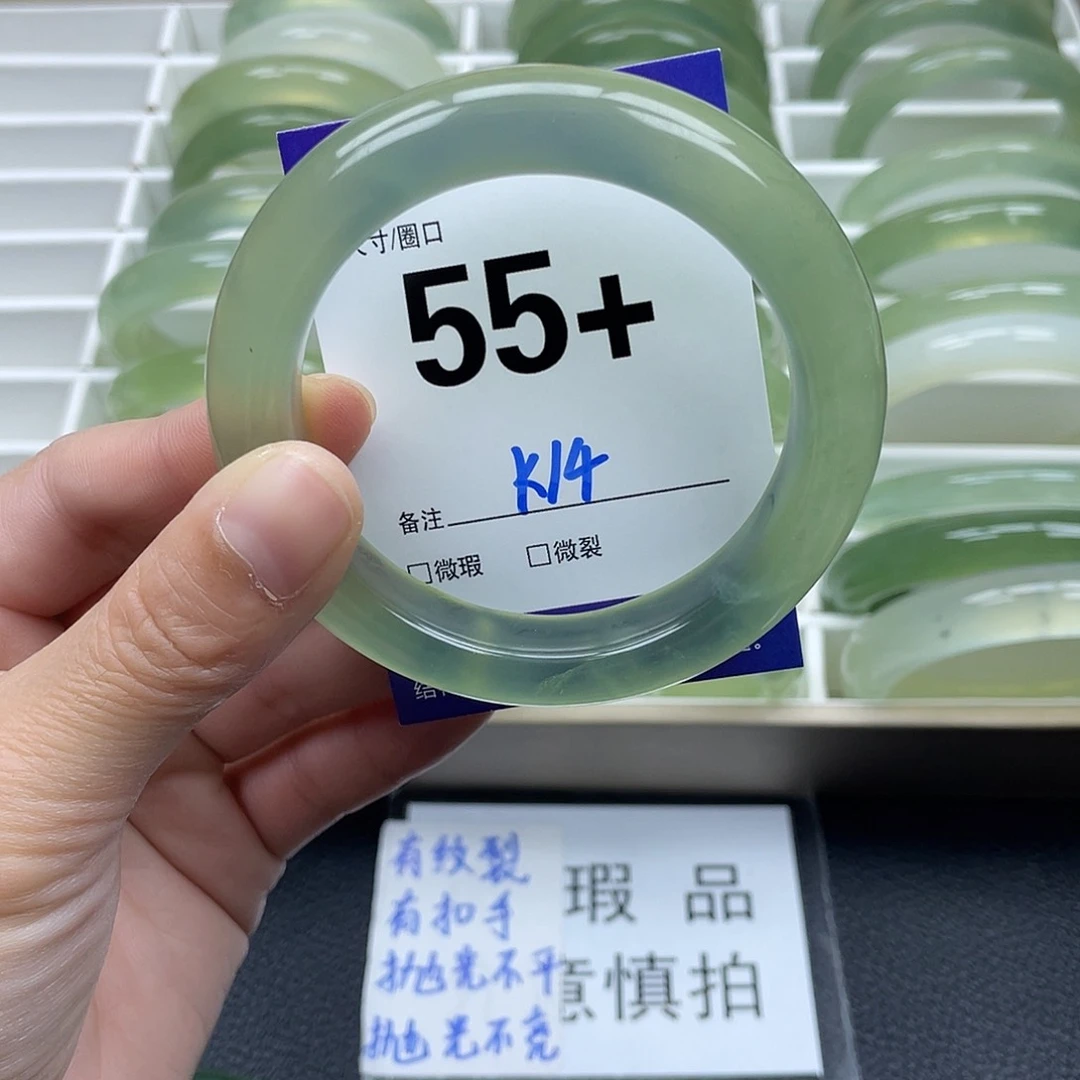 寸/圈口
55+
K14
备注
□微瑕 □微裂
有纹裂
有扣手
抛光不平
抛光不亮
瑕 品
意慎拍